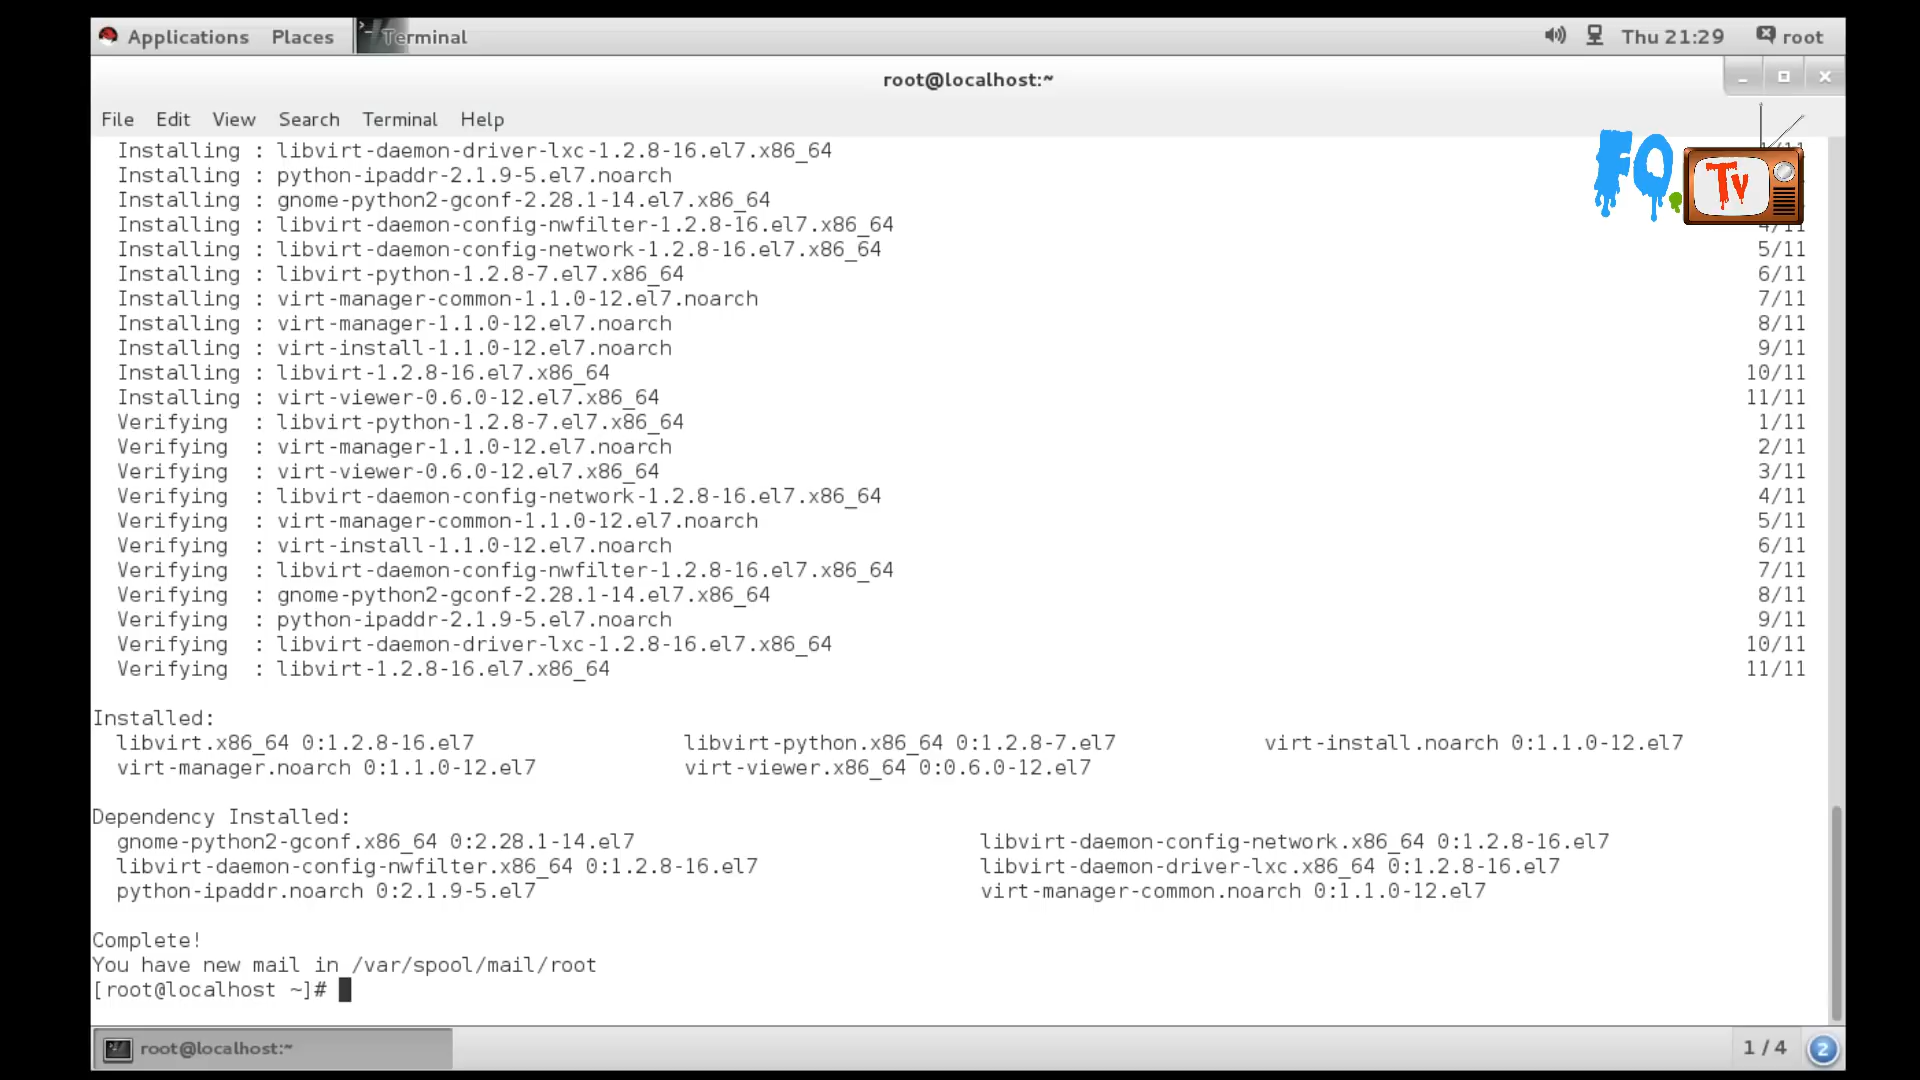 Applications Places Terminal Thu 21:29 root
root@localhost:~
File Edit View Search Terminal Help
FQ.Tv
Installing : libvirt-daemon-driver-lxc-1.2.8-16.el7.x86_64
Installing : python-ipaddr-2.1.9-5.el7.noarch
Installing : gnome-python2-gconf-2.28.1-14.el7.x86_64
Installing : libvirt-daemon-config-nwfilter-1.2.8-16.el7.x86_64 4/11
Installing : libvirt-daemon-config-network-1.2.8-16.el7.x86_64 5/11
Installing : libvirt-python-1.2.8-7.el7.x86_64 6/11
Installing : virt-manager-common-1.1.0-12.el7.noarch 7/11
Installing : virt-manager-1.1.0-12.el7.noarch 8/11
Installing : virt-install-1.1.0-12.el7.noarch 9/11
Installing : libvirt-1.2.8-16.el7.x86_64 10/11
Installing : virt-viewer-0.6.0-12.el7.x86_64 11/11
Verifying : libvirt-python-1.2.8-7.el7.x86_64 1/11
Verifying : virt-manager-1.1.0-12.el7.noarch 2/11
Verifying : virt-viewer-0.6.0-12.el7.x86_64 3/11
Verifying : libvirt-daemon-config-network-1.2.8-16.el7.x86_64 4/11
Verifying : virt-manager-common-1.1.0-12.el7.noarch 5/11
Verifying : virt-install-1.1.0-12.el7.noarch 6/11
Verifying : libvirt-daemon-config-nwfilter-1.2.8-16.el7.x86_64 7/11
Verifying : gnome-python2-gconf-2.28.1-14.el7.x86_64 8/11
Verifying : python-ipaddr-2.1.9-5.el7.noarch 9/11
Verifying : libvirt-daemon-driver-lxc-1.2.8-16.el7.x86_64 10/11
Verifying : libvirt-1.2.8-16.el7.x86_64 11/11
Installed:
libvirt.x86_64 0:1.2.8-16.el7 libvirt-python.x86_64 0:1.2.8-7.el7 virt-install.noarch 0:1.1.0-12.el7
virt-manager.noarch 0:1.1.0-12.el7 virt-viewer.x86_64 0:0.6.0-12.el7
Dependency Installed:
gnome-python2-gconf.x86_64 0:2.28.1-14.el7 libvirt-daemon-config-network.x86_64 0:1.2.8-16.el7
libvirt-daemon-config-nwfilter.x86_64 0:1.2.8-16.el7 libvirt-daemon-driver-lxc.x86_64 0:1.2.8-16.el7
python-ipaddr.noarch 0:2.1.9-5.el7 virt-manager-common.noarch 0:1.1.0-12.el7
Complete!
You have new mail in /var/spool/mail/root
[root@localhost ~]#
root@localhost:~ 1 / 4 2